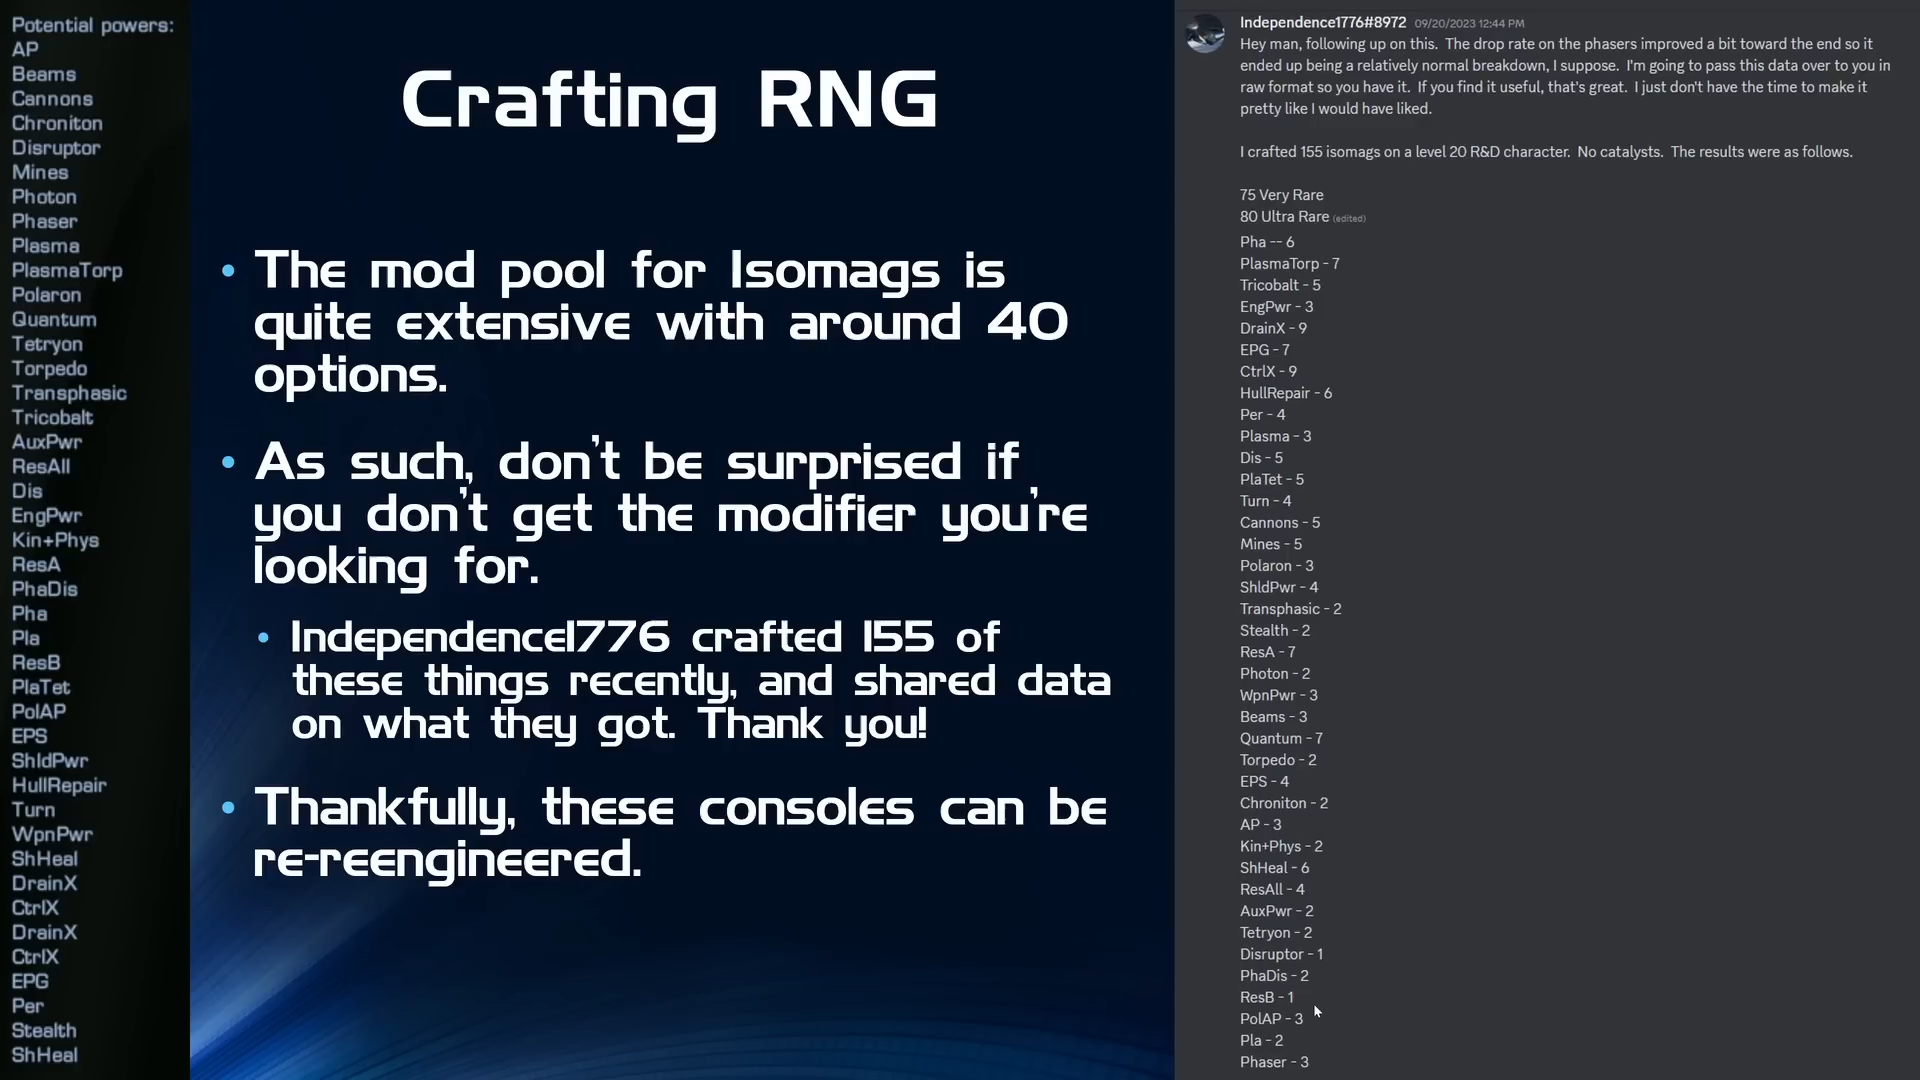 Potential powers:
AP
Beams
Cannons
Chroniton
Disruptor
Mines
Photon
Phaser
Plasma
PlasmaTorp
Polaron
Quantum
Tetryon
Torpedo
Transphasic
Tricobalt
AuxPwr
ResAll
Dis
EngPwr
Kin+Phys
ResA
PhaDis
Pha
Pla
ResB
PlaTet
PolAP
EPS
ShldPwr
HullRepair
Turn
WpnPwr
ShHeal
DrainX
CtrlX
DrainX
CtrlX
EPG
Per
Stealth
ShHeal
Crafting RNG
• The mod pool for Isomags is
quite extensive with around 40
options.
• As such, don't be surprised if
you don't get the modifier you're
looking for.
• Independence1776 crafted 155 of
these things recently, and shared data
on what they got. Thank you!
• Thankfully, these consoles can be
re-reengineered.
Independence1776#8972 09/20/2023 12:44 PM
Hey man, following up on this. The drop rate on the phasers improved a bit toward the end so it
ended up being a relatively normal breakdown, I suppose. I'm going to pass this data over to you in
raw format so you have it. If you find it useful, that's great. I just don't have the time to make it
pretty like I would have liked.
I crafted 155 isomags on a level 20 R&D character. No catalysts. The results were as follows.
75 Very Rare
80 Ultra Rare (edited)
Pha -- 6
PlasmaTorp - 7
Tricobalt - 5
EngPwr - 3
DrainX - 9
EPG - 7
CtrlX - 9
HullRepair - 6
Per - 4
Plasma - 3
Dis - 5
PlaTet - 5
Turn - 4
Cannons - 5
Mines - 5
Polaron - 3
ShldPwr - 4
Transphasic - 2
Stealth - 2
ResA - 7
Photon - 2
WpnPwr - 3
Beams - 3
Quantum - 7
Torpedo - 2
EPS - 4
Chroniton - 2
AP - 3
Kin+Phys - 2
ShHeal - 6
ResAll - 4
AuxPwr - 2
Tetryon - 2
Disruptor - 1
PhaDis - 2
ResB - 1
PolAP - 3
Pla - 2
Phaser - 3